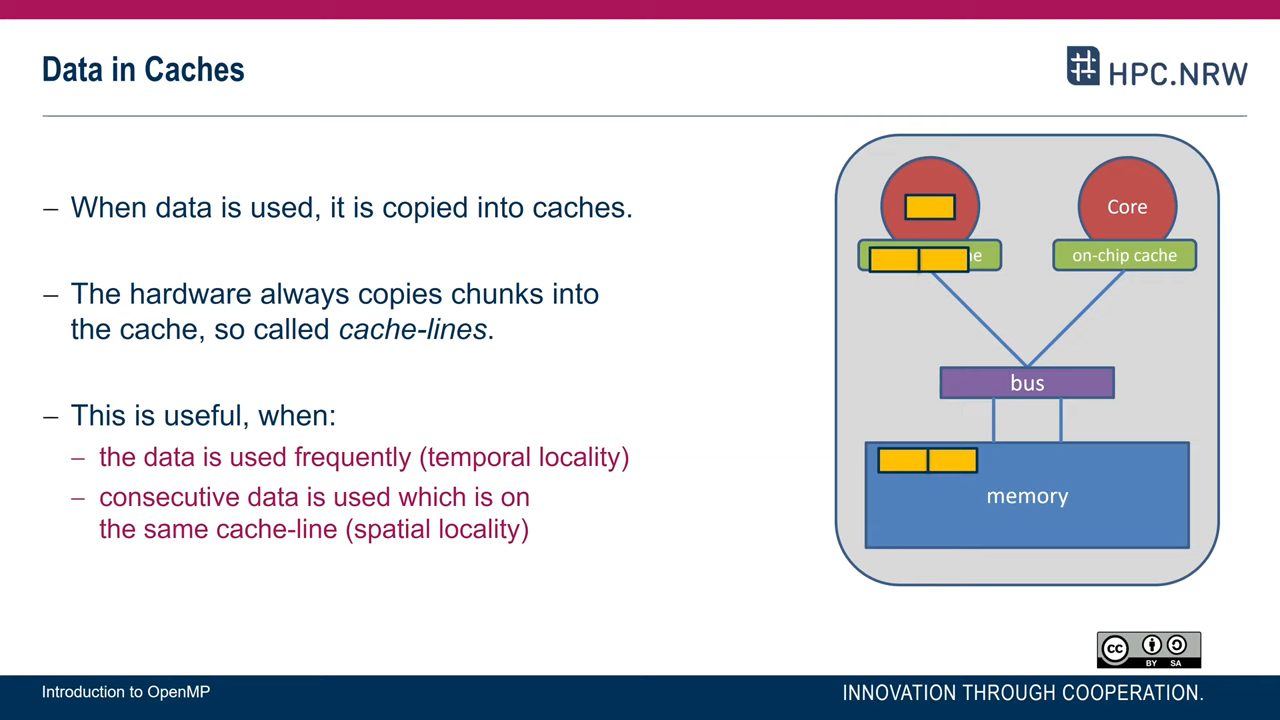 Data in Caches
HPC.NRW
– When data is used, it is copied into caches.
– The hardware always copies chunks into
the cache, so called cache-lines.
– This is useful, when:
– the data is used frequently (temporal locality)
– consecutive data is used which is on
the same cache-line (spatial locality)
Core
on-chip cache
bus
memory
cc
BY SA
Introduction to OpenMP
INNOVATION THROUGH COOPERATION.